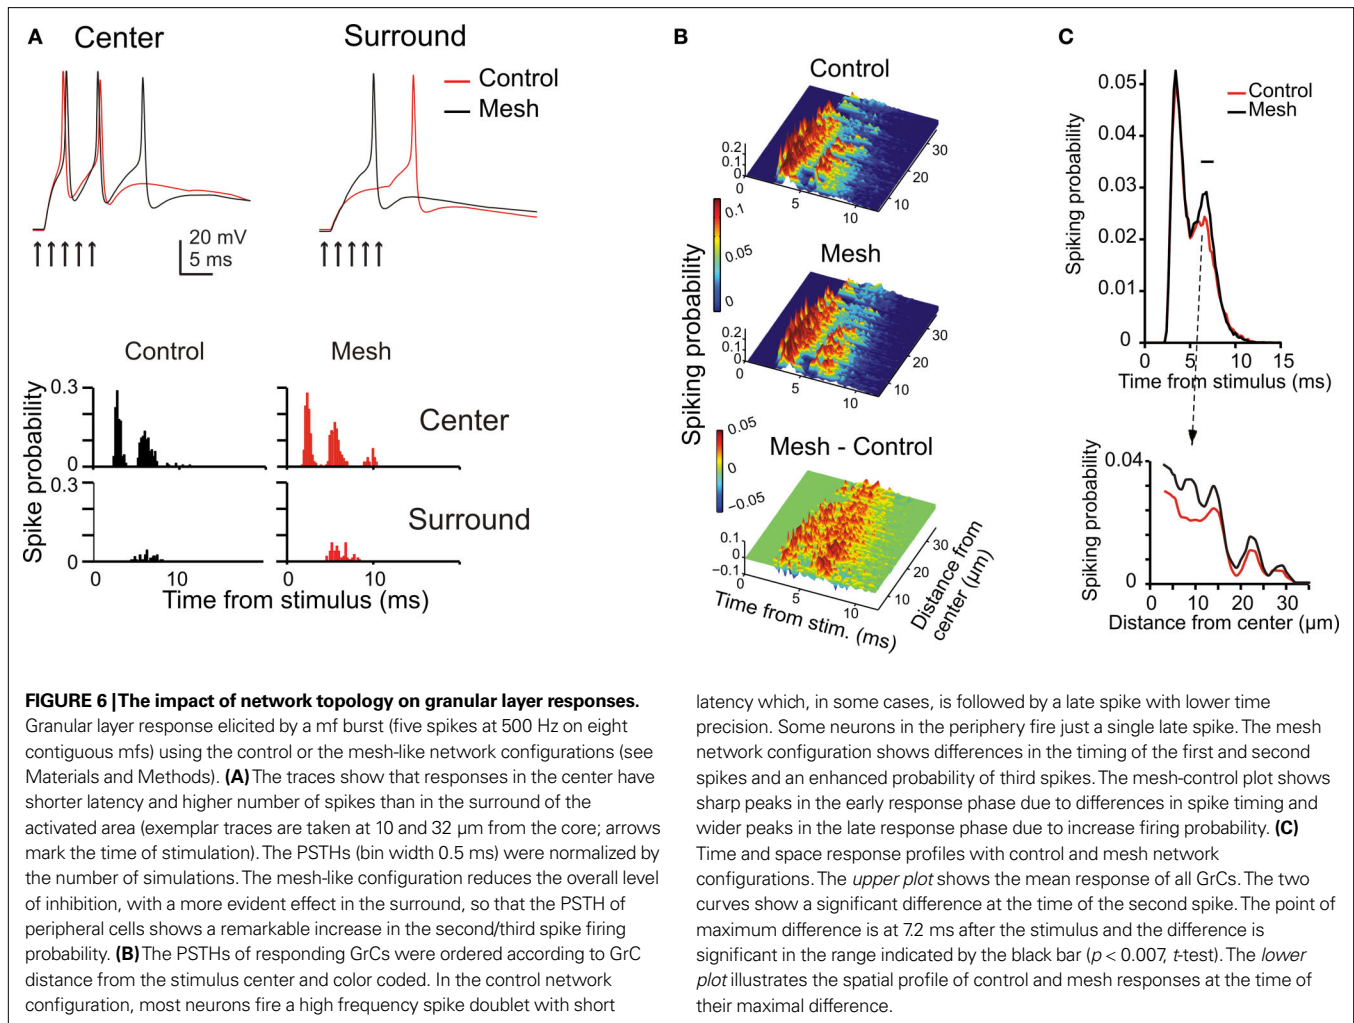 A
Center
Surround
Control
Mesh
20 mV
5 ms
Control
Mesh
Spike probability
0.3
0
0.3
0
Center
Surround
0
10
0
10
Time from stimulus (ms)
B
Control
0.2
0.1
0
0
5
10
10
20
30
Spiking probability
0.1
0.05
0
Mesh
0.2
0.1
0
0
5
10
10
20
30
Mesh - Control
0.05
0
−0.05
0.1
0
−0.1
0
5
10
10
20
30
Time from stim. (ms)
Distance from
center (µm)
C
Spiking probability
0.05
0.04
0.03
0.02
0.01
0
Control
Mesh
0
5
10
15
Time from stimulus (ms)
Spiking probability
0.04
0
0
10
20
30
Distance from center (µm)
FIGURE 6 | The impact of network topology on granular layer responses.
Granular layer response elicited by a mf burst (five spikes at 500 Hz on eight
contiguous mfs) using the control or the mesh-like network configurations (see
Materials and Methods). (A) The traces show that responses in the center have
shorter latency and higher number of spikes than in the surround of the
activated area (exemplar traces are taken at 10 and 32 µm from the core; arrows
mark the time of stimulation). The PSTHs (bin width 0.5 ms) were normalized by
the number of simulations. The mesh-like configuration reduces the overall level
of inhibition, with a more evident effect in the surround, so that the PSTH of
peripheral cells shows a remarkable increase in the second/third spike firing
probability. (B) The PSTHs of responding GrCs were ordered according to GrC
distance from the stimulus center and color coded. In the control network
configuration, most neurons fire a high frequency spike doublet with short
latency which, in some cases, is followed by a late spike with lower time
precision. Some neurons in the periphery fire just a single late spike. The mesh
network configuration shows differences in the timing of the first and second
spikes and an enhanced probability of third spikes. The mesh-control plot shows
sharp peaks in the early response phase due to differences in spike timing and
wider peaks in the late response phase due to increase firing probability. (C)
Time and space response profiles with control and mesh network
configurations. The upper plot shows the mean response of all GrCs. The two
curves show a significant difference at the time of the second spike. The point of
maximum difference is at 7.2 ms after the stimulus and the difference is
significant in the range indicated by the black bar (p < 0.007, t-test). The lower
plot illustrates the spatial profile of control and mesh responses at the time of
their maximal difference.